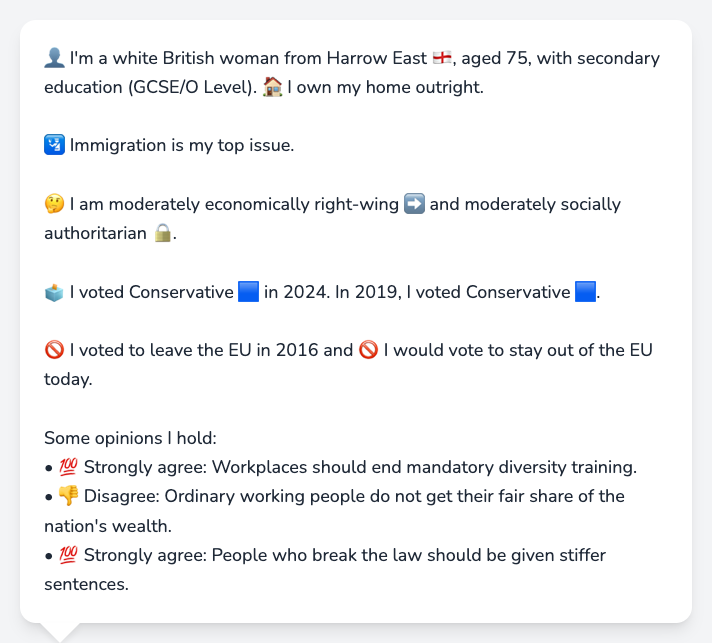 👤 I'm a white British woman from Harrow East 🏴󠁧󠁢󠁥󠁮󠁧󠁿, aged 75, with secondary
education (GCSE/O Level). 🏠 I own my home outright.
🛂 Immigration is my top issue.
🤔 I am moderately economically right-wing ➡️ and moderately socially
authoritarian 🔒.
🗳️ I voted Conservative 🟦 in 2024. In 2019, I voted Conservative 🟦.
🚫 I voted to leave the EU in 2016 and 🚫 I would vote to stay out of the EU
today.
Some opinions I hold:
• 💯 Strongly agree: Workplaces should end mandatory diversity training.
• 👎 Disagree: Ordinary working people do not get their fair share of the
nation's wealth.
• 💯 Strongly agree: People who break the law should be given stiffer
sentences.